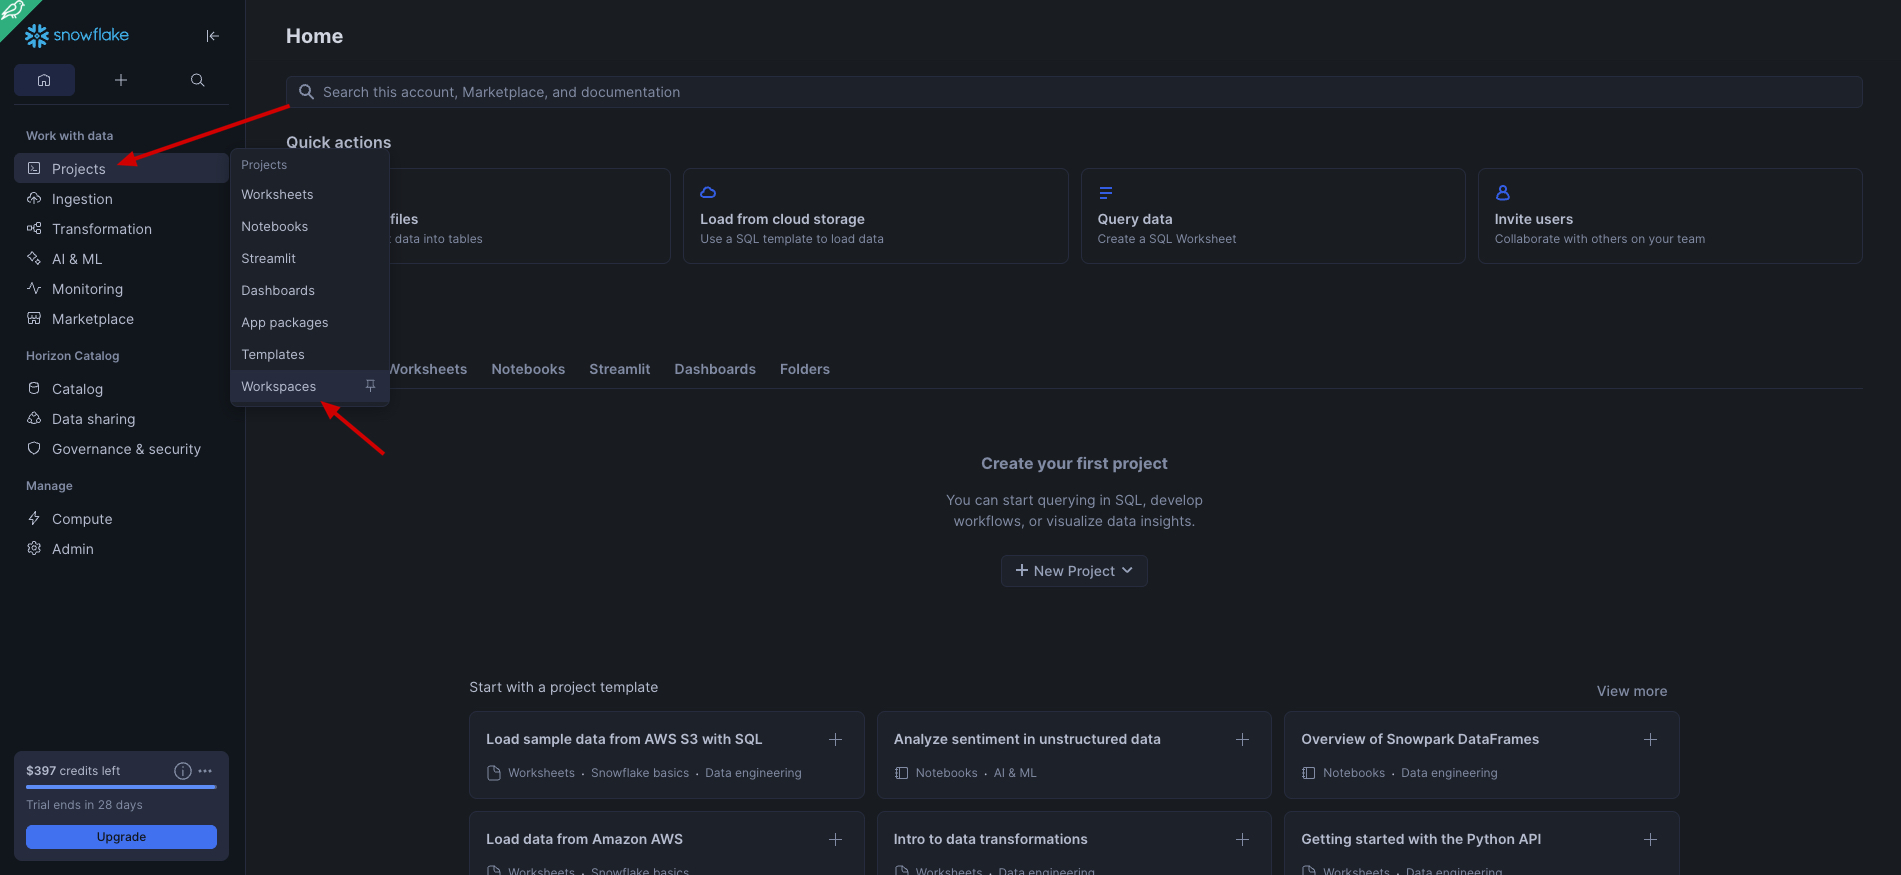 snowflake
Home
Search this account, Marketplace, and documentation
Work with data
Projects
Ingestion
Transformation
AI & ML
Monitoring
Marketplace
Horizon Catalog
Catalog
Data sharing
Governance & security
Manage
Compute
Admin
$397 credits left
Trial ends in 28 days
Upgrade
Projects
Worksheets
Notebooks
Streamlit
Dashboards
App packages
Templates
Workspaces
Quick actions
files
data into tables
Load from cloud storage
Use a SQL template to load data
Query data
Create a SQL Worksheet
Invite users
Collaborate with others on your team
Worksheets
Notebooks
Streamlit
Dashboards
Folders
Create your first project
You can start querying in SQL, develop
workflows, or visualize data insights.
New Project
Start with a project template
View more
Load sample data from AWS S3 with SQL
Worksheets • Snowflake basics • Data engineering
Analyze sentiment in unstructured data
Notebooks • AI & ML
Overview of Snowpark DataFrames
Notebooks • Data engineering
Load data from Amazon AWS
Worksheets • Snowflake basics
Intro to data transformations
Worksheets • Data engineering
Getting started with the Python API
Worksheets • Data engineering